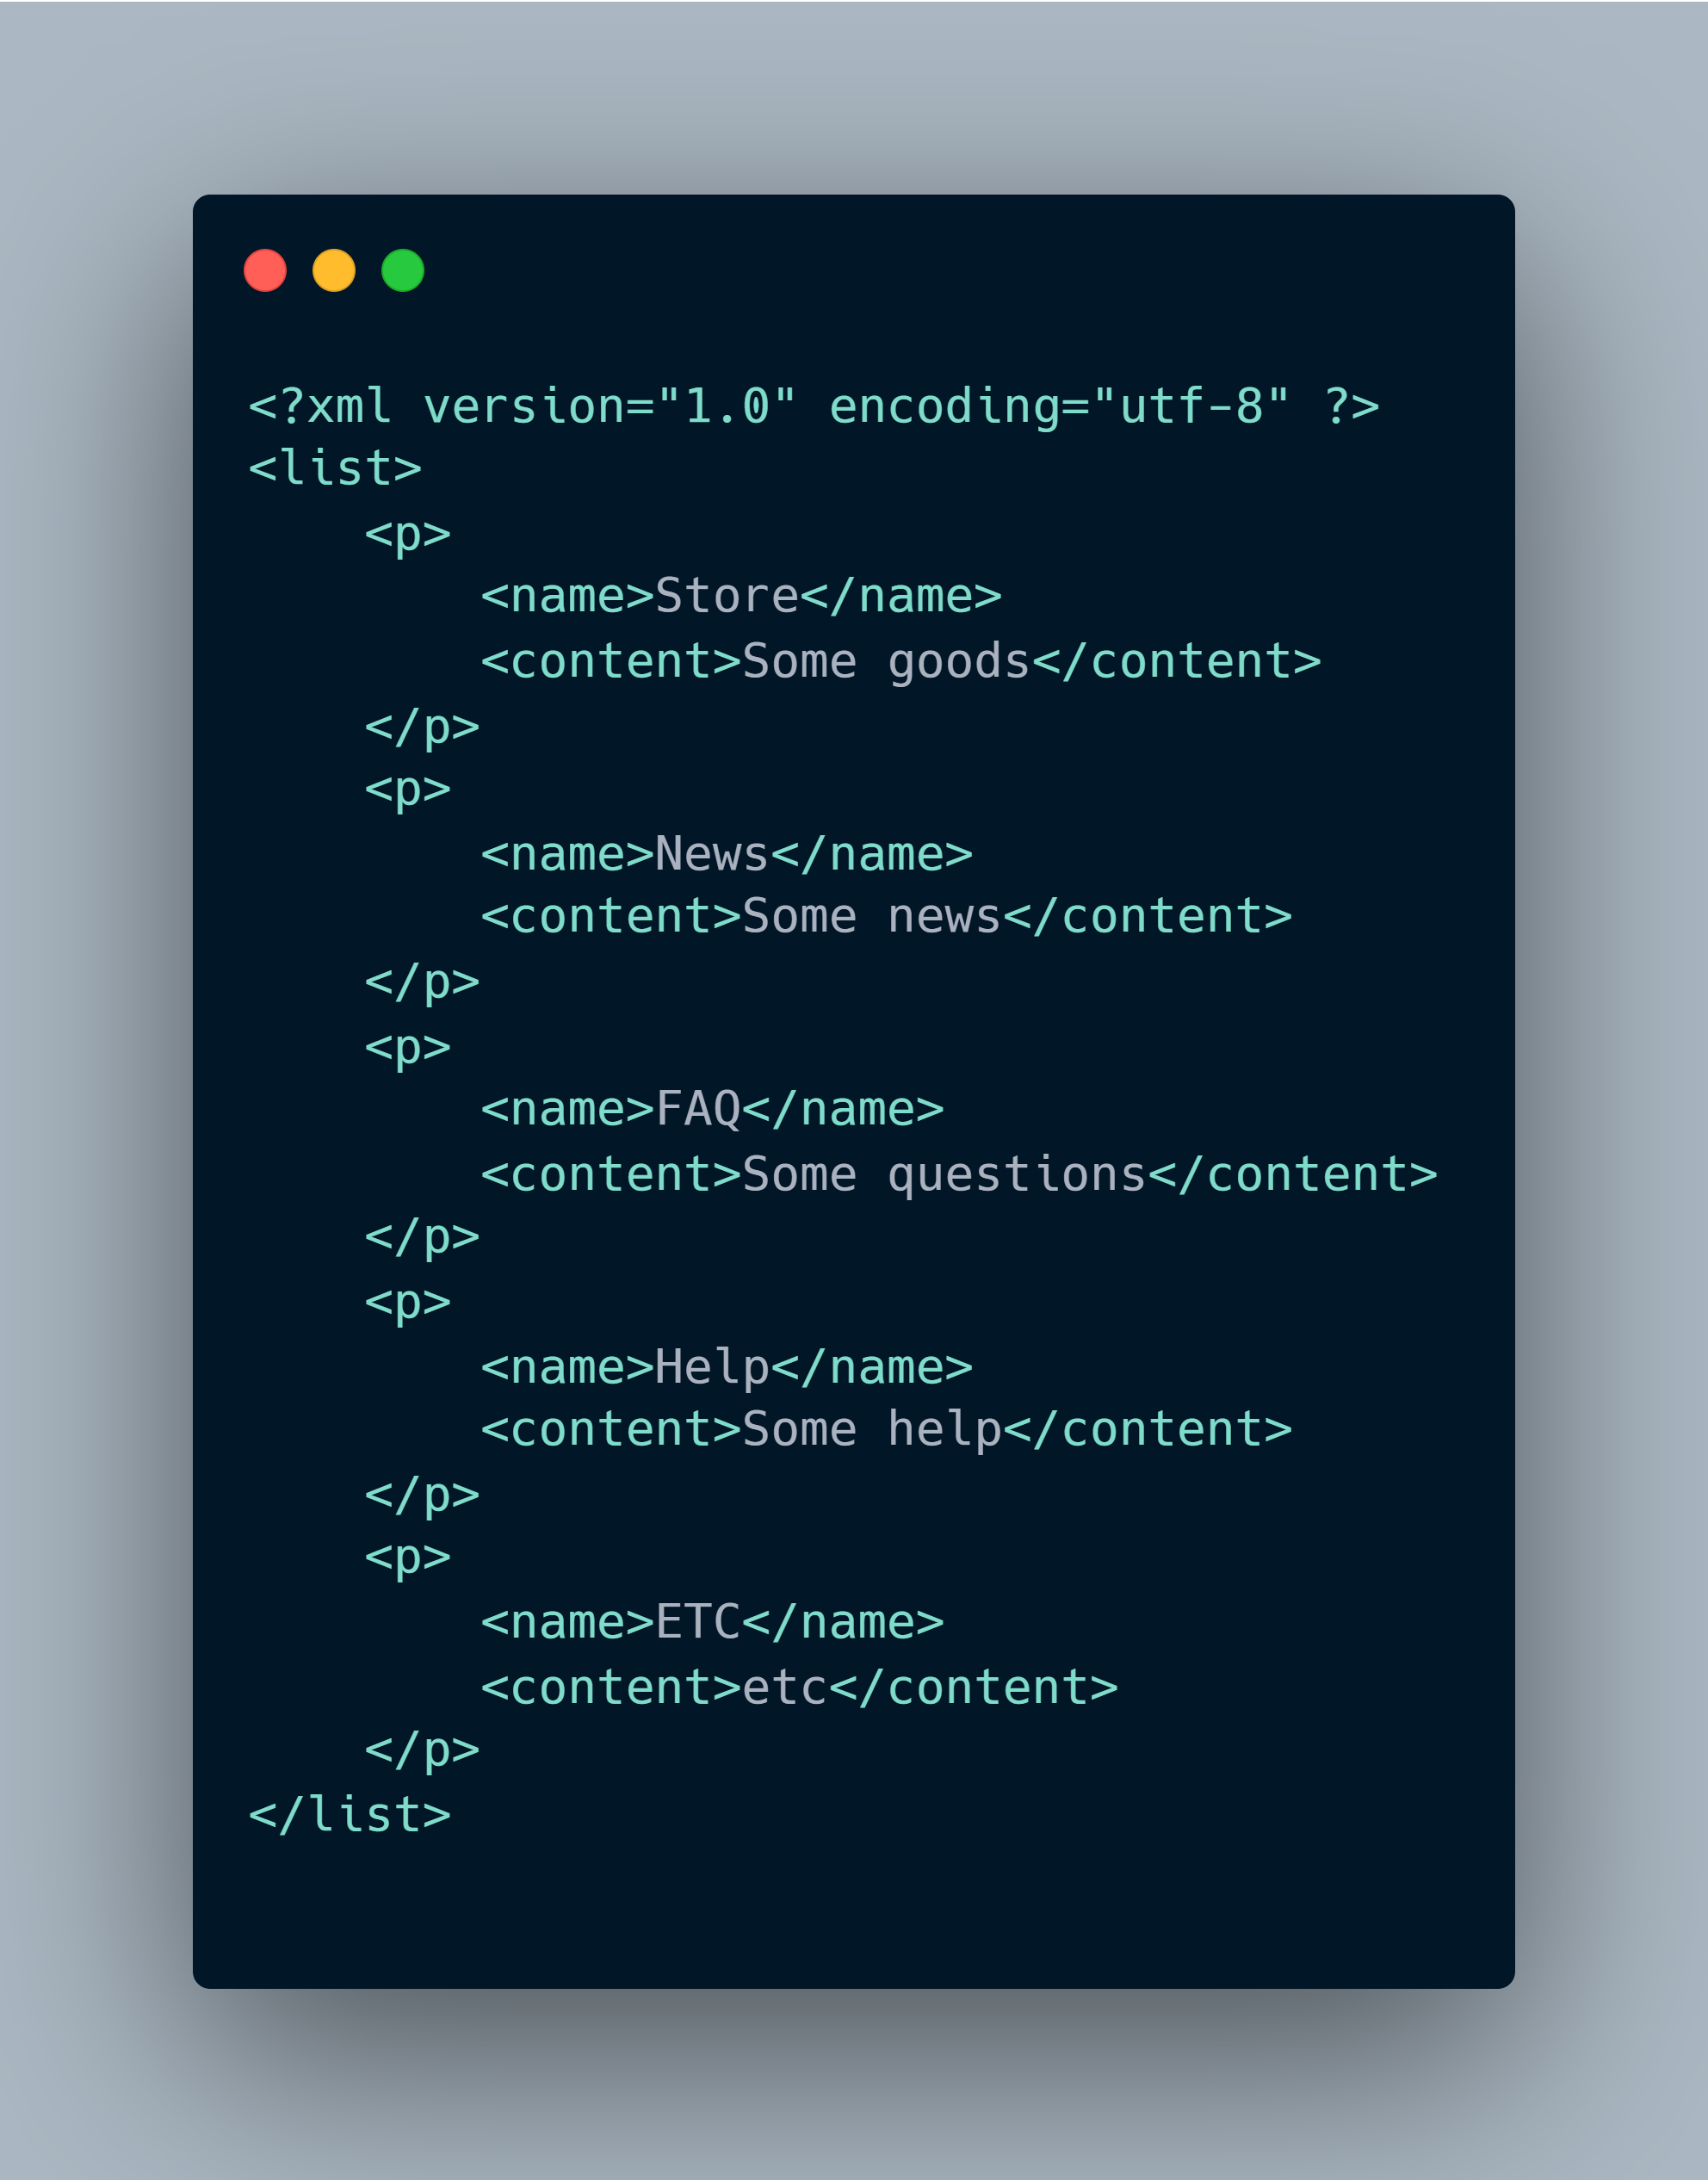 <?xml version="1.0" encoding="utf-8" ?>
<list>
    <p>
        <name>Store</name>
        <content>Some goods</content>
    </p>
    <p>
        <name>News</name>
        <content>Some news</content>
    </p>
    <p>
        <name>FAQ</name>
        <content>Some questions</content>
    </p>
    <p>
        <name>Help</name>
        <content>Some help</content>
    </p>
    <p>
        <name>ETC</name>
        <content>etc</content>
    </p>
</list>